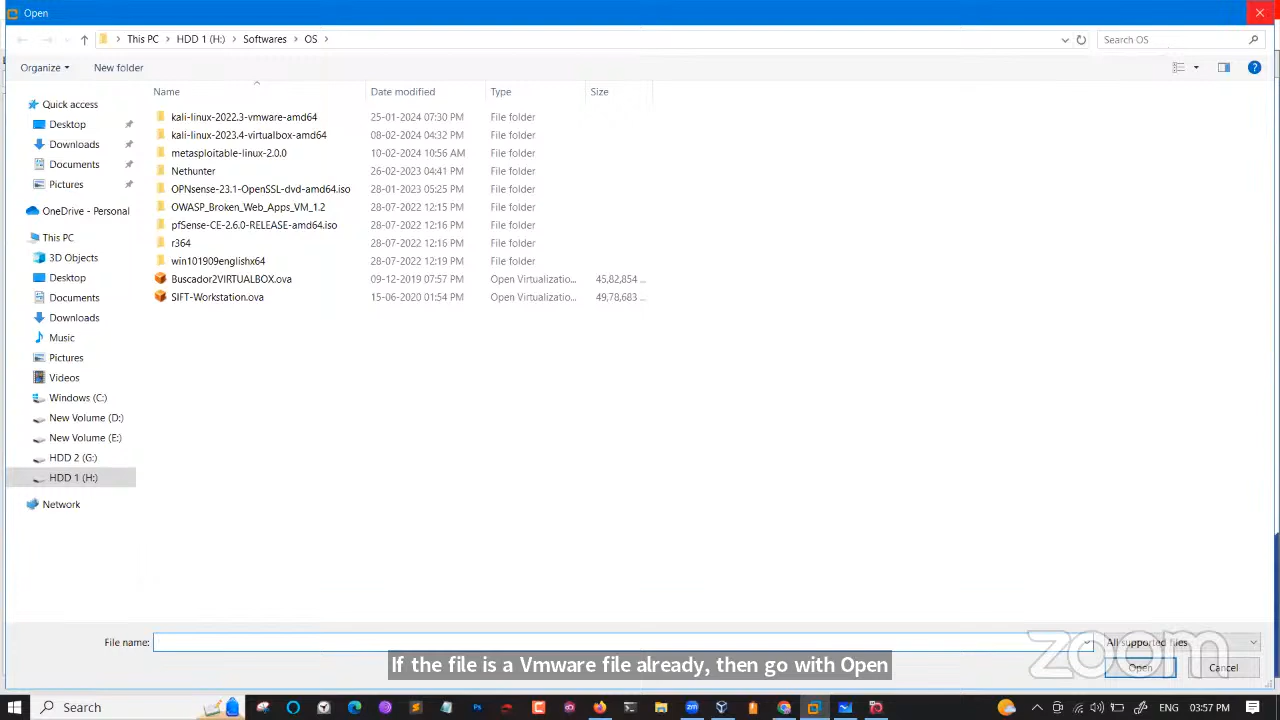 Open
This PC > HDD 1 (H:) > Softwares > OS >
Search OS
Organize
New folder
Name Date modified Type Size
Quick access
Desktop
Downloads
Documents
Pictures
OneDrive - Personal
This PC
3D Objects
Desktop
Documents
Downloads
Music
Pictures
Videos
Windows (C:)
New Volume (D:)
New Volume (E:)
HDD 2 (G:)
HDD 1 (H:)
Network
kali-linux-2022.3-vmware-amd64 25-01-2024 07:30 PM File folder
kali-linux-2023.4-virtualbox-amd64 08-02-2024 04:32 PM File folder
metasploitable-linux-2.0.0 10-02-2024 10:56 AM File folder
Nethunter 26-02-2023 04:41 PM File folder
OPNsense-23.1-OpenSSL-dvd-amd64.iso 28-01-2023 05:25 PM File folder
OWASP_Broken_Web_Apps_VM_1.2 28-07-2022 12:15 PM File folder
pfSense-CE-2.6.0-RELEASE-amd64.iso 28-07-2022 12:16 PM File folder
r364 28-07-2022 12:16 PM File folder
win101909englishx64 28-07-2022 12:19 PM File folder
Buscador2VIRTUALBOX.ova 09-12-2019 07:57 PM Open Virtualizatio... 45,82,854 ...
SIFT-Workstation.ova 15-06-2020 01:54 PM Open Virtualizatio... 49,78,683 ...
File name:
All supported files
zoom
Open
Cancel
If the file is a Vmware file already, then go with Open
Search
ENG
03:57 PM